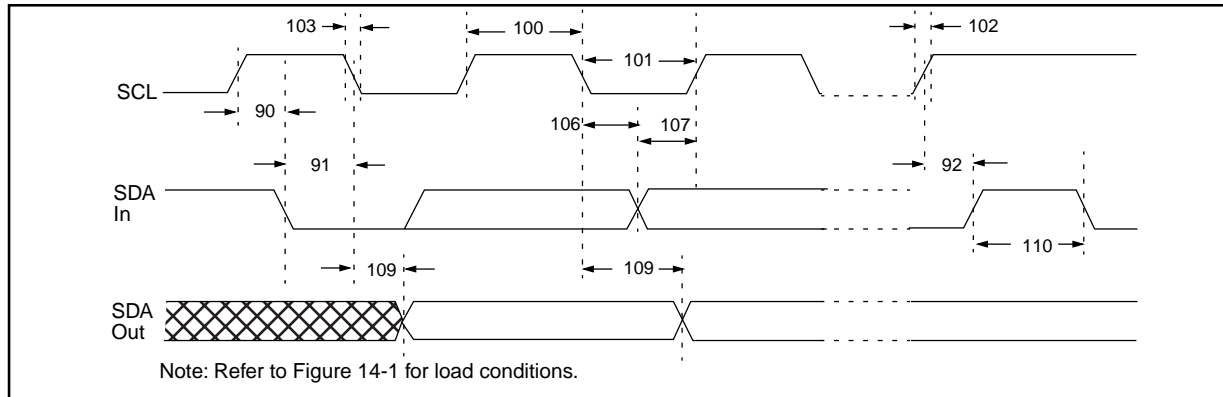 103
100
102
101
SCL
90
106
107
91
92
SDA
In
110
109
109
SDA
Out
Note: Refer to Figure 14-1 for load conditions.